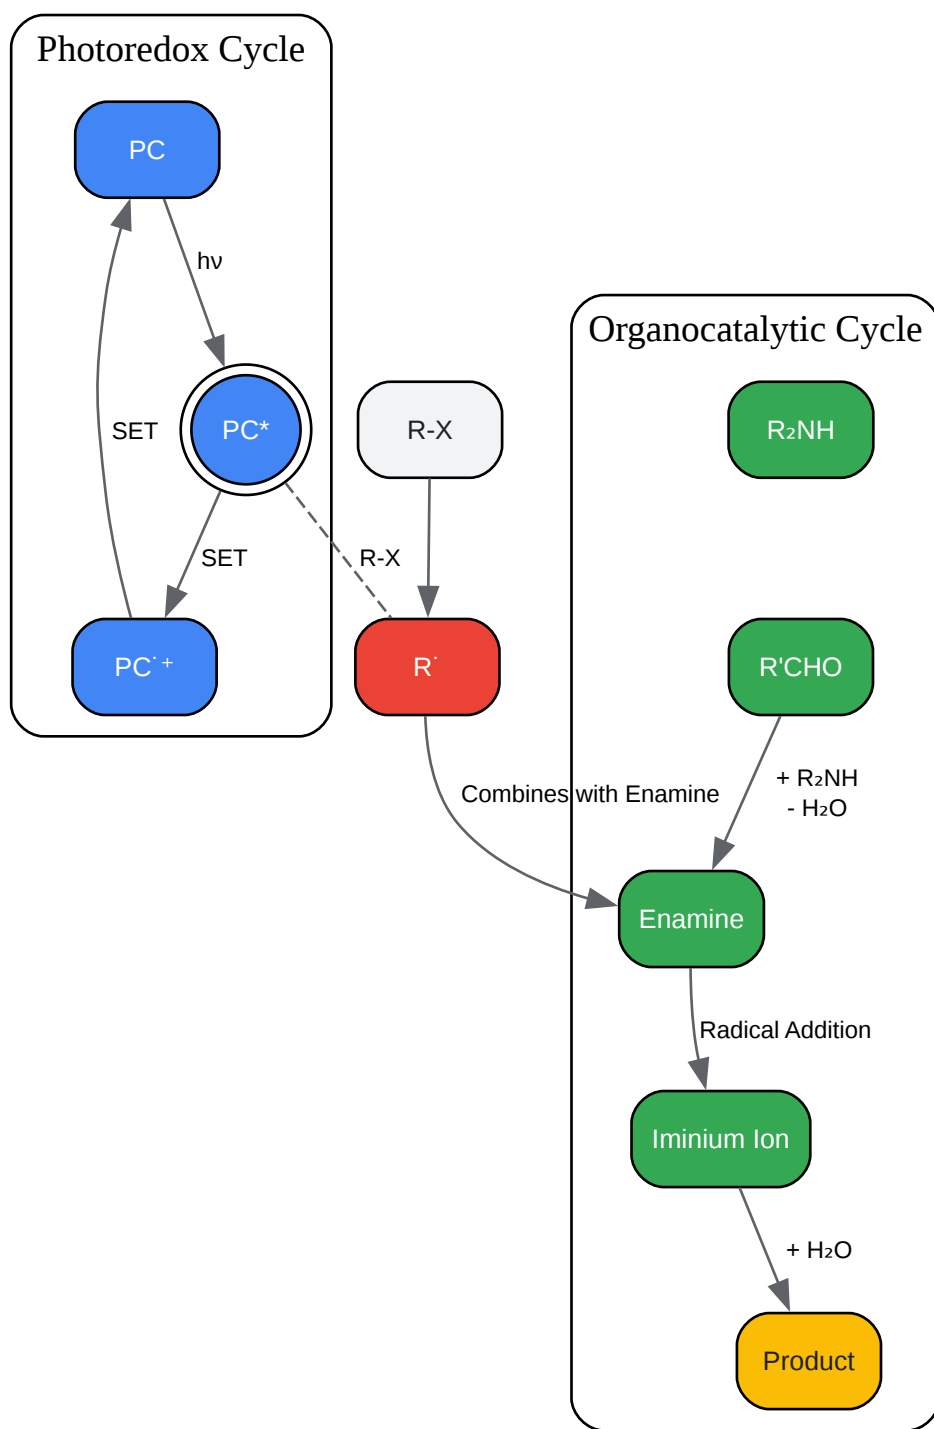 Photoredox Cycle
PC
hν
Organocatalytic Cycle
PC*
R-X
R₂NH
SET
SET
R-X
PC˙⁺
R˙
R'CHO
+ R₂NH
- H₂O
Combines with Enamine
Enamine
Radical Addition
Iminium Ion
+ H₂O
Product